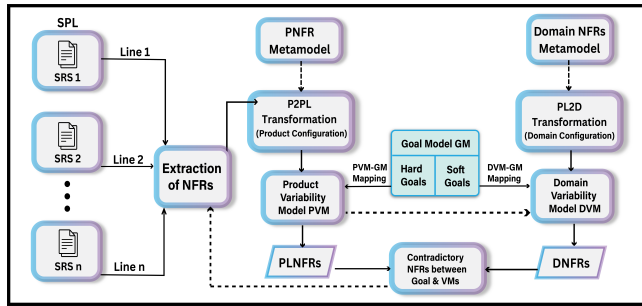 SPL
SRS 1
Line 1
SRS 2
Line 2
SRS n
Line n
Extraction
of NFRs
PNFR
Metamodel
P2PL
Transformation
(Product Configuration)
Product
Variability
Model PVM
PLNFRs
PVM-GM
Mapping
Goal Model GM
Hard
Goals
Soft
Goals
DVM-GM
Mapping
Contradictory
NFRs between
Goal & VMs
Domain NFRs
Metamodel
PL2D
Transformation
(Domain Configuration)
Domain
Variability
Model DVM
DNFRs